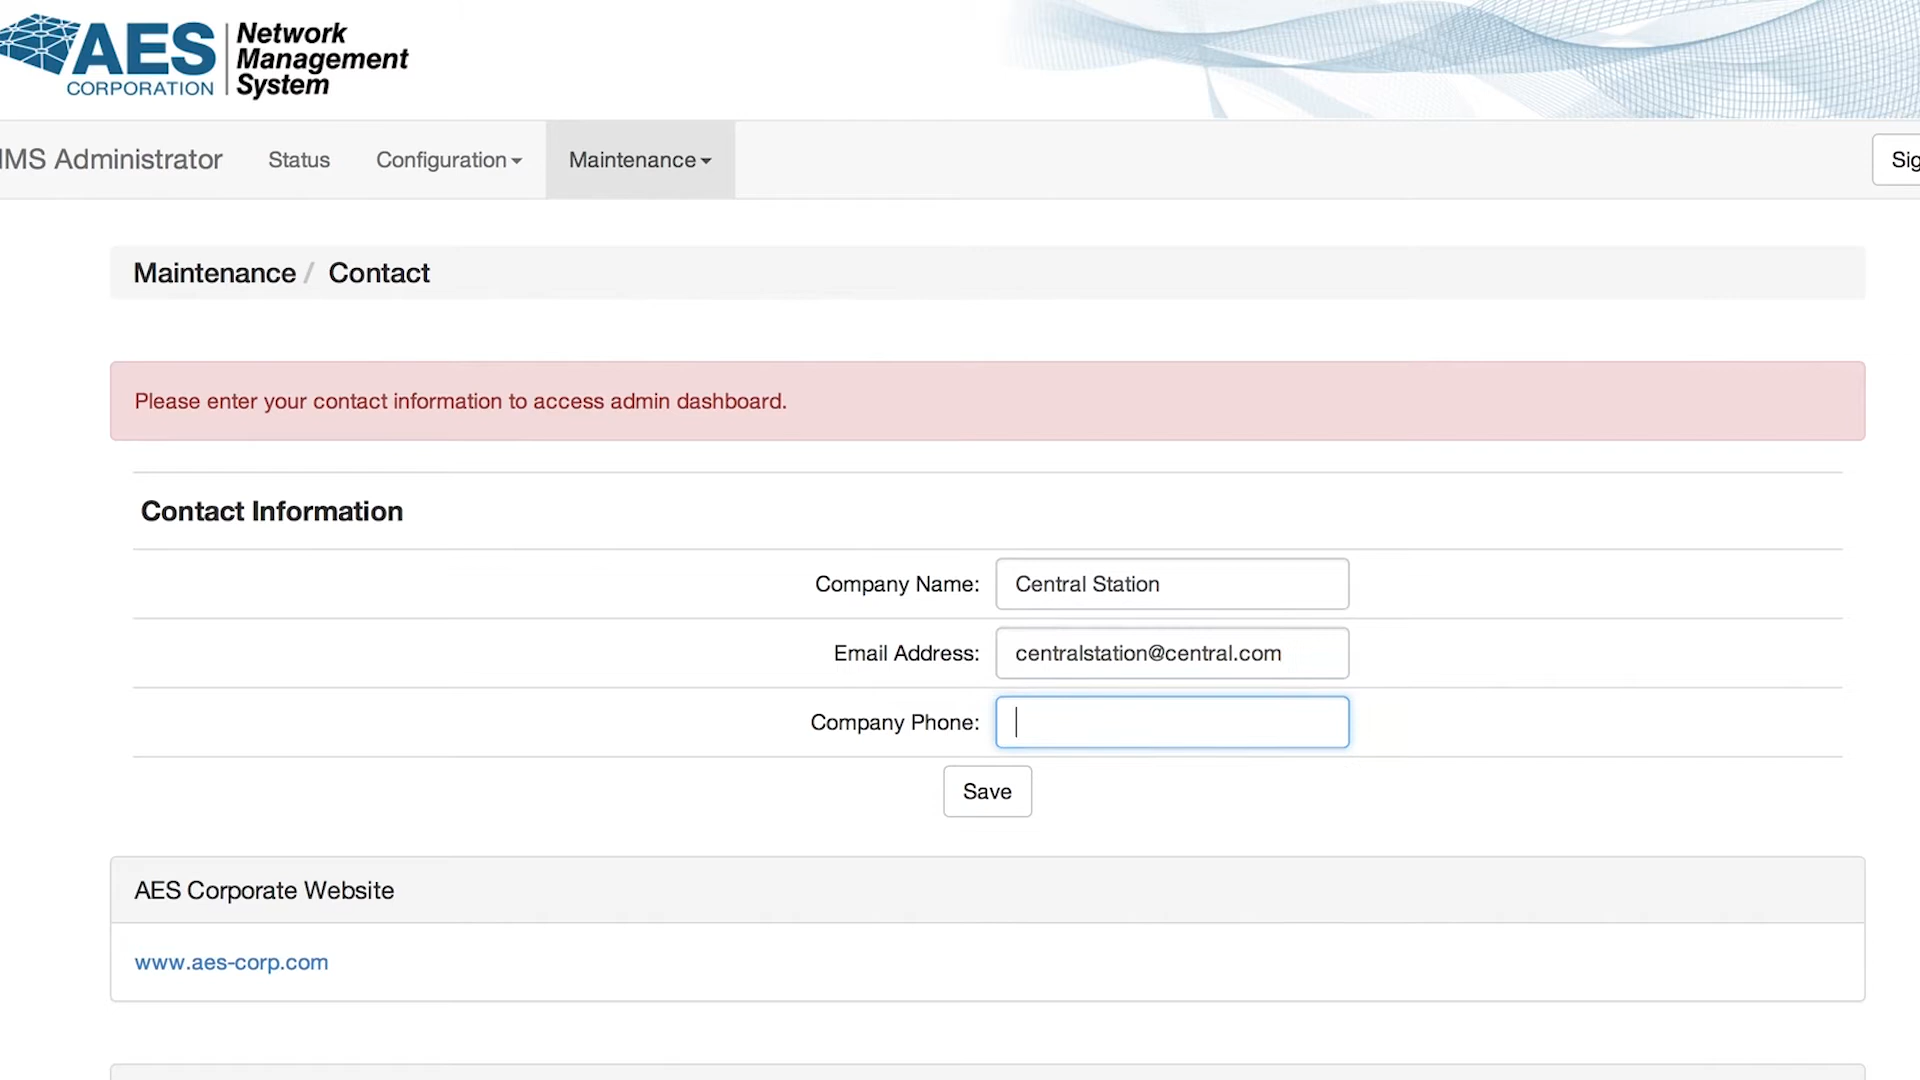 AES
CORPORATION
Network
Management
System
IMS Administrator
Status
Configuration
Maintenance
Sig
Maintenance / Contact
Please enter your contact information to access admin dashboard.
Contact Information
Company Name: Central Station
Email Address: centralstation@central.com
Company Phone:
Save
AES Corporate Website
www.aes-corp.com